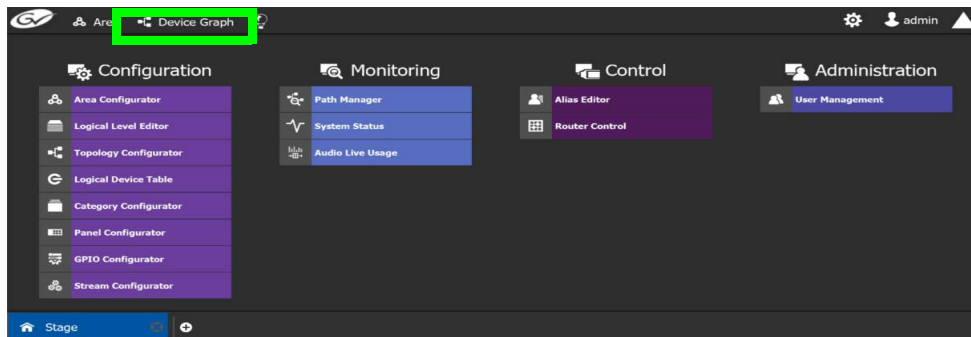 Are
Device Graph
admin
Configuration
Area Configurator
Logical Level Editor
Topology Configurator
Logical Device Table
Category Configurator
Panel Configurator
GPIO Configurator
Stream Configurator
Monitoring
Path Manager
System Status
Audio Live Usage
Control
Alias Editor
Router Control
Administration
User Management
Stage